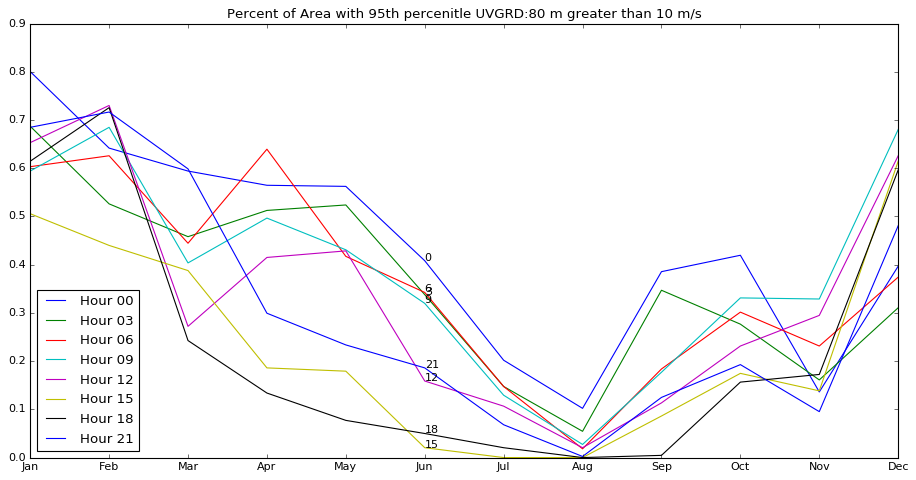 Percent of Area with 95th percenitle UVGRD:80 m greater than 10 m/s
0.9
0.8
0.7
0.6
0.5
0.4
0.3
0.2
0.1
0.0
0
6
3
9
21
12
18
15
Hour 00
Hour 03
Hour 06
Hour 09
Hour 12
Hour 15
Hour 18
Hour 21
Jan Feb Mar Apr May Jun Jul Aug Sep Oct Nov Dec